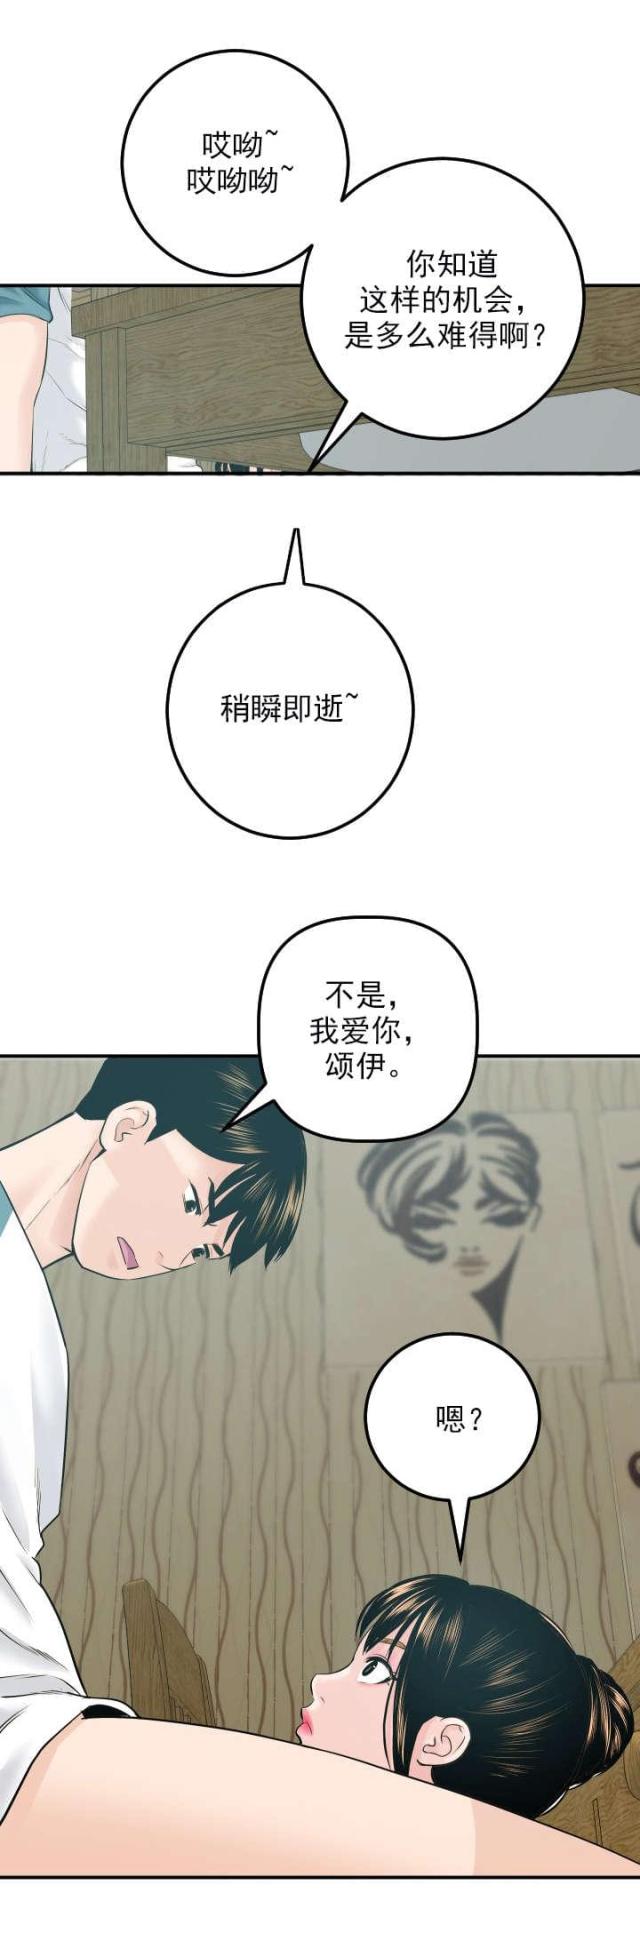 哎呦~
哎呦呦~
你知道
这样的机会，
是多么难得啊？
稍瞬即逝~
不是，
我爱你，
颂伊。
嗯？